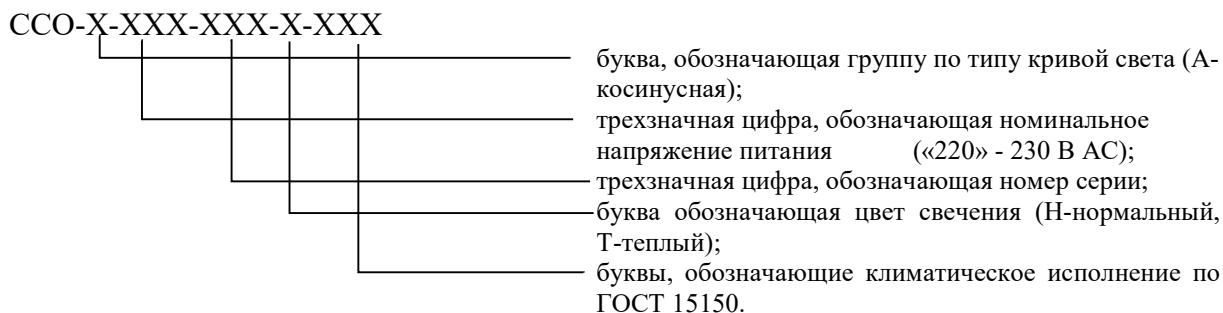 ССО-Х-ХХХ-ХХХ-Х-ХХХ
буква, обозначающая группу по типу кривой света (А-
косинусная);
трехзначная цифра, обозначающая номинальное
напряжение питания («220» - 230 В АС);
трехзначная цифра, обозначающая номер серии;
буква обозначающая цвет свечения (Н-нормальный,
Т-теплый);
буквы, обозначающие климатическое исполнение по
ГОСТ 15150.